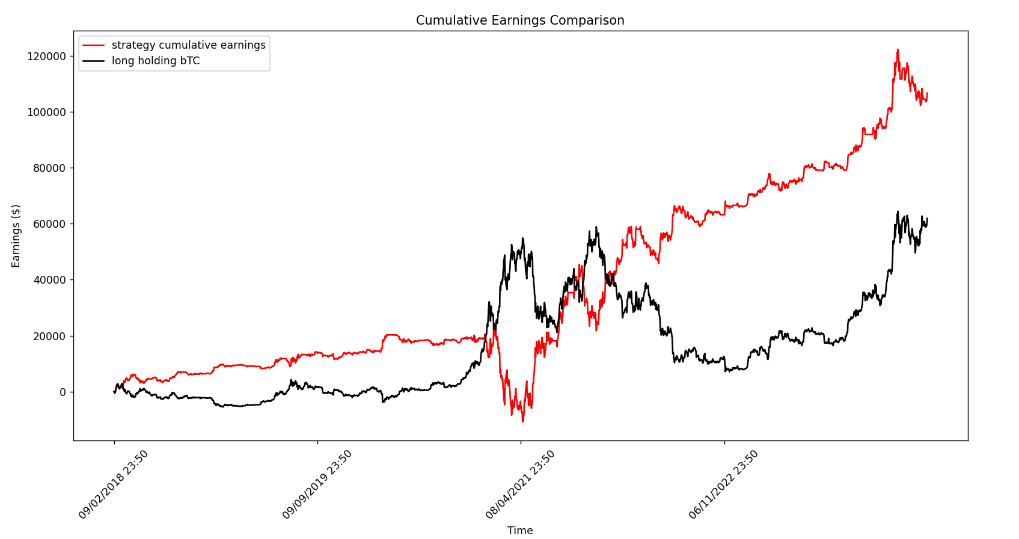 Cumulative Earnings Comparison
strategy cumulative earnings
long holding bTC
120000
100000
80000
60000
40000
20000
0
Earnings ($)
09/02/2018 23:50
09/09/2019 23:50
08/04/2021 23:50
06/11/2022 23:50
Time